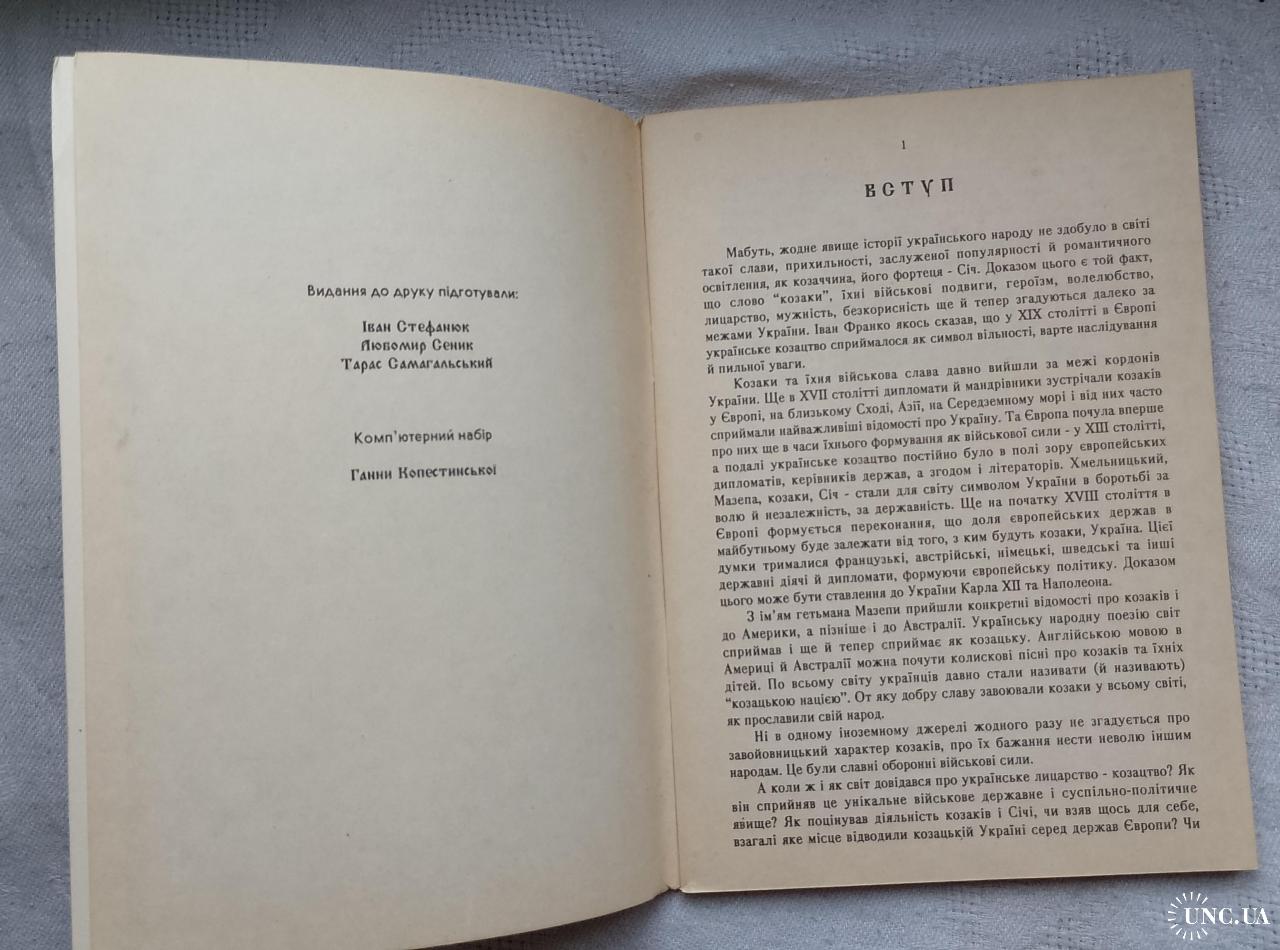 Видання до друку підготували:
Іван Стефанюк
Любомир Сеник
Тарас Самагальський
Комп'ютерний набір
Ганни Копестинської
1
ВСТУП
Мабуть, жодне явище історії українського народу не здобуло в світі
такої слави, прихильності, заслуженої популярності й романтичного
освітлення, як козаччина, його фортеця - Січ. Доказом цього є той факт,
що слово “козаки”, їхні військові подвиги, героїзм, волелюбство,
лицарство, мужність, безкорисність ще й тепер згадуються далеко за
межами України. Іван Франко якось сказав, що у XIX столітті в Європі
українське козацтво сприймалося як символ вільності, варте наслідування
й пильної уваги.
Козаки та їхня військова слава давно вийшли за межі кордонів
України. Ще в XVII столітті дипломати й мандрівники зустрічали козаків
у Європі, на близькому Сході, Азії, на Середземному морі і від них часто
сприймали найважливіші відомості про Україну. Та Європа почула вперше
про них ще в часи їхнього формування як військової сили - у XIII столітті,
а подалі українське козацтво постійно було в полі зору європейських
дипломатів, керівників держав, а згодом і літераторів. Хмельницький,
Мазепа, козаки, Січ - стали для світу символом України в боротьбі за
волю й незалежність, за державність. Ще на початку XVIII століття в
Європі формується переконання, що доля європейських держав в
майбутньому буде залежати від того, з ким будуть козаки, Україна. Цієї
думки трималися французькі, австрійські, німецькі, шведські та інші
державні діячі й дипломати, формуючи європейську політику. Доказом
цього може бути ставлення до України Карла XII та Наполеона.
З ім'ям гетьмана Мазепи прийшли конкретні відомості про козаків і
до Америки, а пізніше і до Австралії. Українську народну поезію світ
сприймав і ще й тепер сприймає як козацьку. Англійською мовою в
Америці й Австралії можна почути колискові пісні про козаків та їхніх
дітей. По всьому світу українців давно стали називати (й називають)
“козацькою нацією”. От яку добру славу завоювали козаки у всьому світі,
як прославили свій народ.
Ні в одному іноземному джерелі жодного разу не згадується про
завойовницький характер козаків, про їх бажання нести неволю іншим
народам. Це були славні оборонні військові сили.
А коли ж і як світ довідався про українське лицарство - козацтво? Як
він сприйняв це унікальне військове державне і суспільно-політичне
явище? Як поцінував діяльність козаків і Січі, чи взяв щось для себе,
взагалі яке місце відводили козацькій Україні серед держав Європи? Чи
UNC.UA